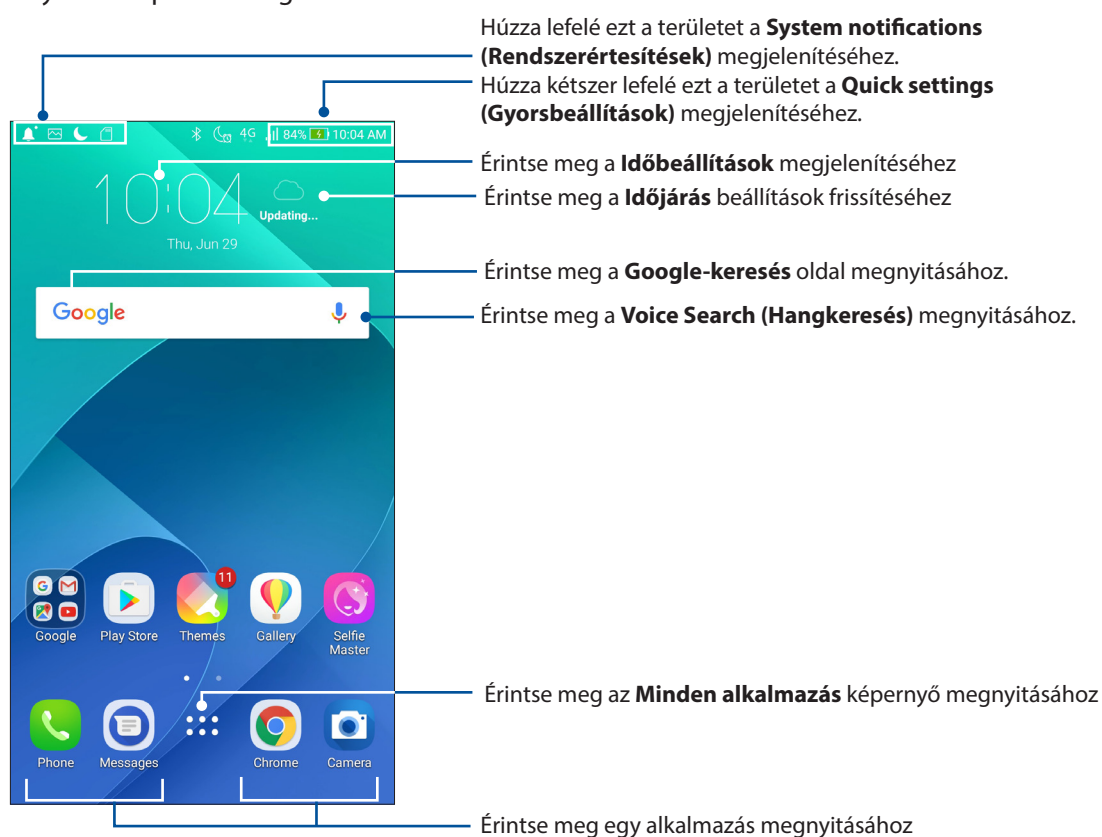 Húzza lefelé ezt a területet a System notifications
(Rendszerértesítések) megjelenítéséhez.
Húzza kétszer lefelé ezt a területet a Quick settings
(Gyorsbeállítások) megjelenítéséhez.
4G 84% 10:04 AM
Érintse meg a Időbeállítások megjelenítéséhez
10:04
Érintse meg a Időjárás beállítások frissítéséhez
Updating...
Thu, Jun 29
Érintse meg a Google-keresés oldal megnyitásához.
Google
Érintse meg a Voice Search (Hangkeresés) megnyitásához.
11
Google Play Store Themes Gallery Selfie
Master
Érintse meg az Minden alkalmazás képernyő megnyitásához
Phone Messages Chrome Camera
Érintse meg egy alkalmazás megnyitásához